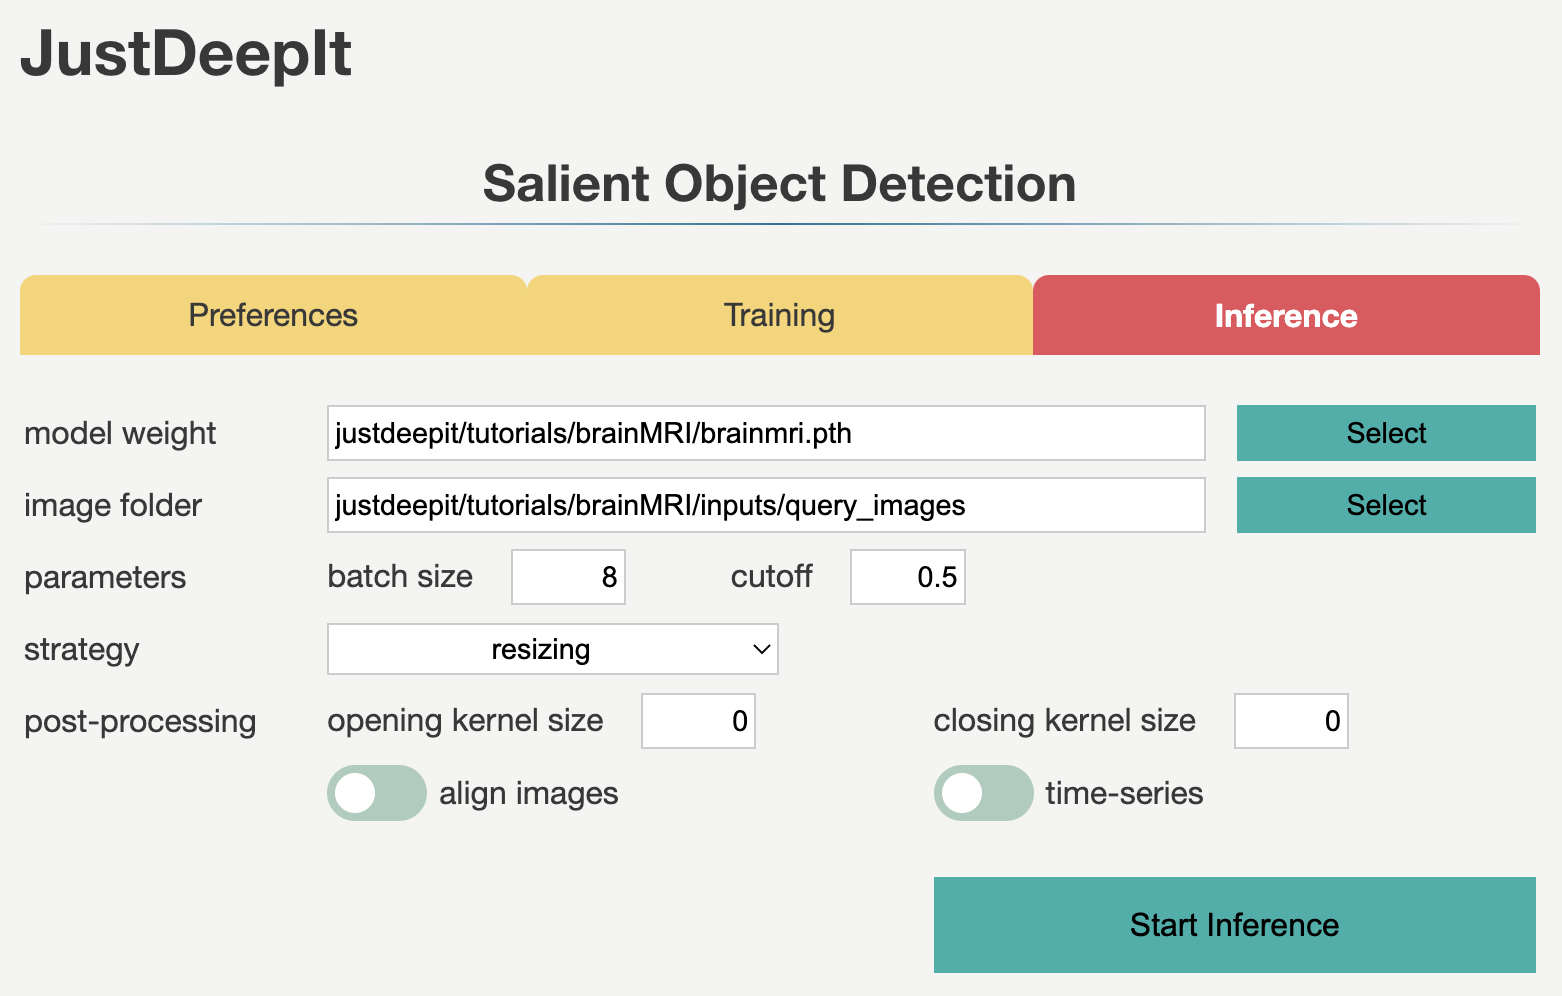 JustDeepIt
Salient Object Detection
Preferences Training Inference
model weight justdeepit/tutorials/brainMRI/brainmri.pth Select
image folder justdeepit/tutorials/brainMRI/inputs/query_images Select
parameters batch size 8 cutoff 0.5
strategy resizing
post-processing opening kernel size 0 closing kernel size 0
align images time-series
Start Inference